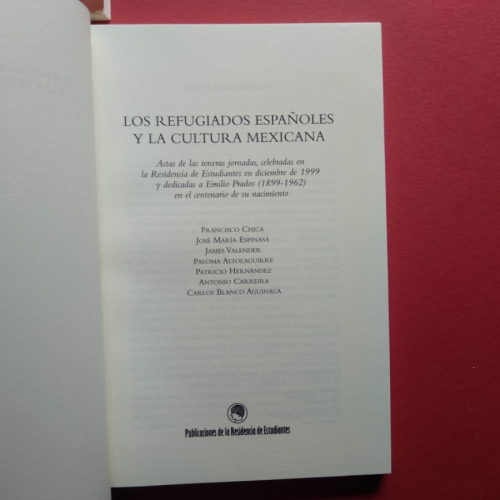 LOS REFUGIADOS ESPAÑOLES
Y LA CULTURA MEXICANA
Actas de las terceras jornadas, celebradas en
la Residencia de Estudiantes en diciembre de 1999
y dedicadas a Emilio Prados (1899-1962)
en el centenario de su nacimiento
FRANCISCO CHICA
JOSÉ MARÍA ESPINASA
JAMES VALENDER
PALOMA ALTOLAGUIRRE
PATRICIO HERNÁNDEZ
ANTONIO CARREIRA
CARLOS BLANCO AGUINAGA
Publicaciones de la Residencia de Estudiantes